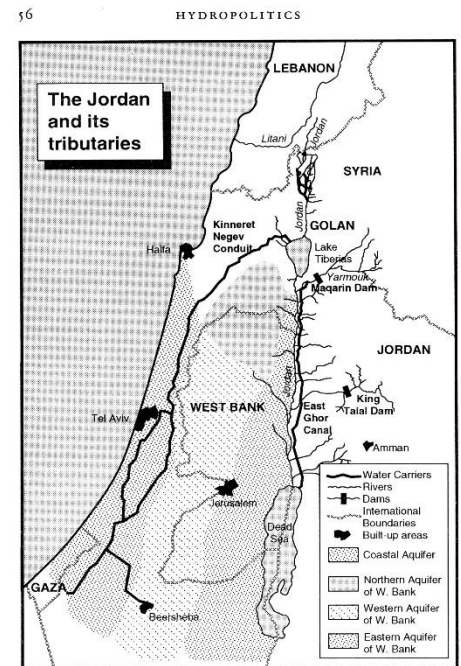 56
HYDROPOLITICS
The Jordan
and its
tributaries
LEBANON
Litani
Jordan
SYRIA
Jordan
GOLAN
Kinneret
Negev
Conduit
Haifa
Lake
Tiberias
Yarmouk
Maqarin Dam
JORDAN
Jordan
WEST BANK
Tel Aviv
East
Ghor
Canal
King
Talal Dam
Amman
Jerusalem
Dead
Sea
GAZA
Beersheba
Water Carriers
Rivers
Dams
International
Boundaries
Built-up areas
Coastal Aquifer
Northern Aquifer
of W. Bank
Western Aquifer
of W. Bank
Eastern Aquifer
of W. Bank